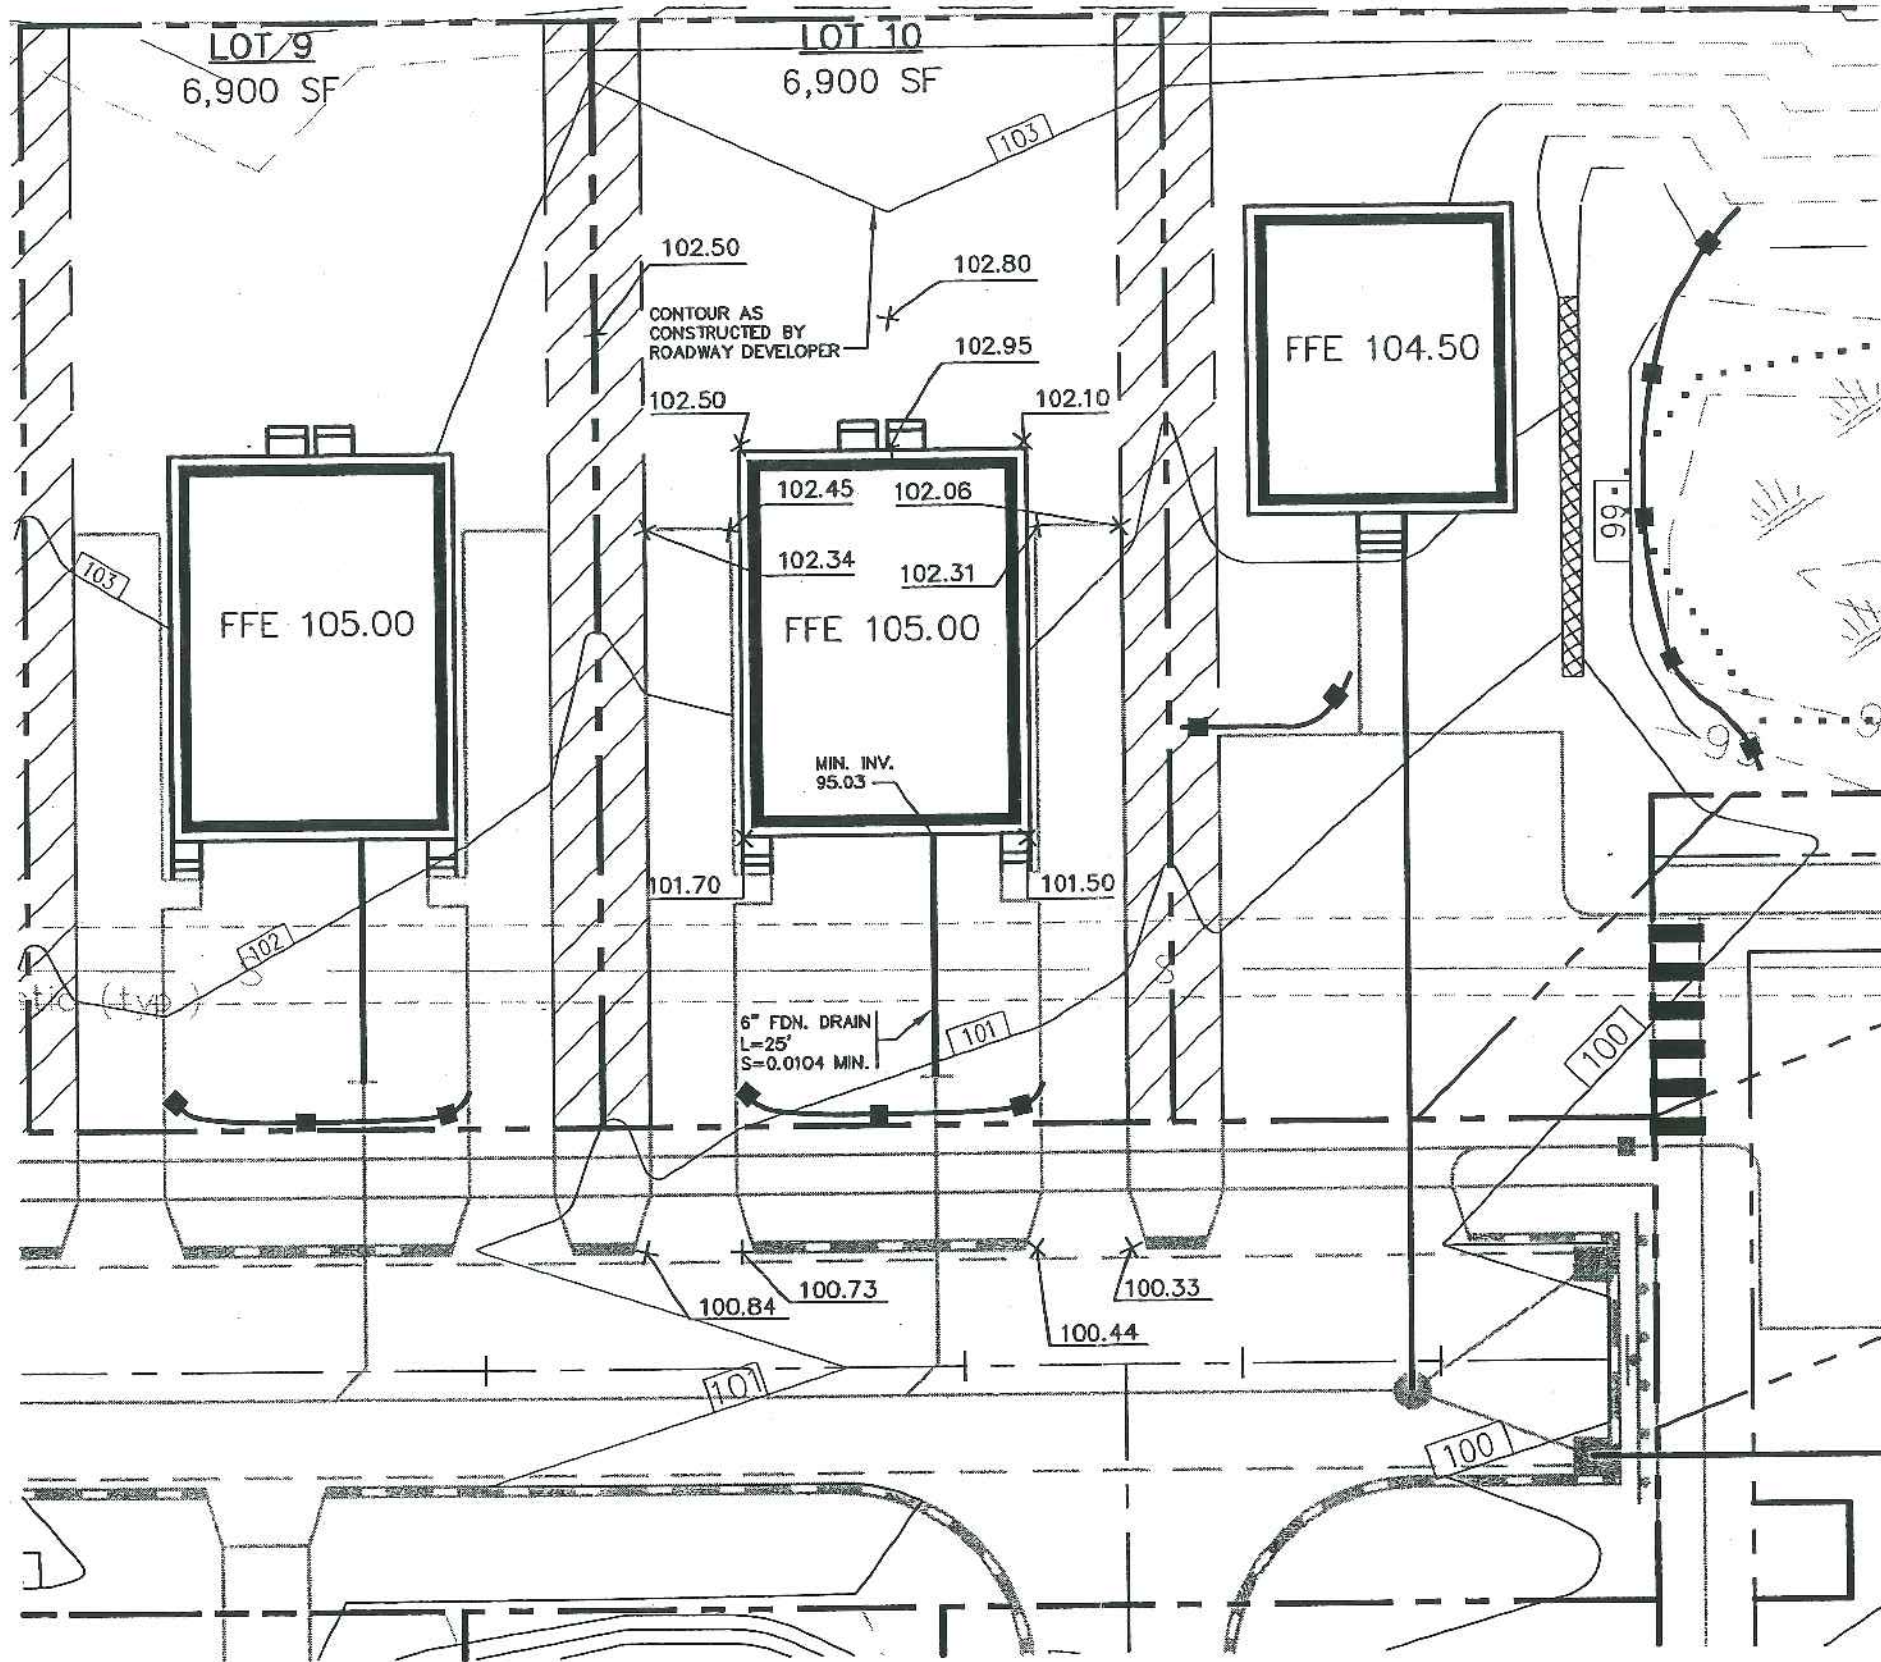 LOT 9
6,900 SF
LOT 10
6,900 SF
103
102.50
102.80
CONTOUR AS
CONSTRUCTED BY
ROADWAY DEVELOPER
102.95
FFE 104.50
102.50
102.10
102.45
102.06
99
103
102.34
102.31
FFE 105.00
FFE 105.00
MIN. INV.
95.03
101.70
101.50
102
S
S
(typ.)
6" FDN. DRAIN
L=25'
S=0.0104 MIN.
101
100
100.84
100.73
100.33
100.44
101
100